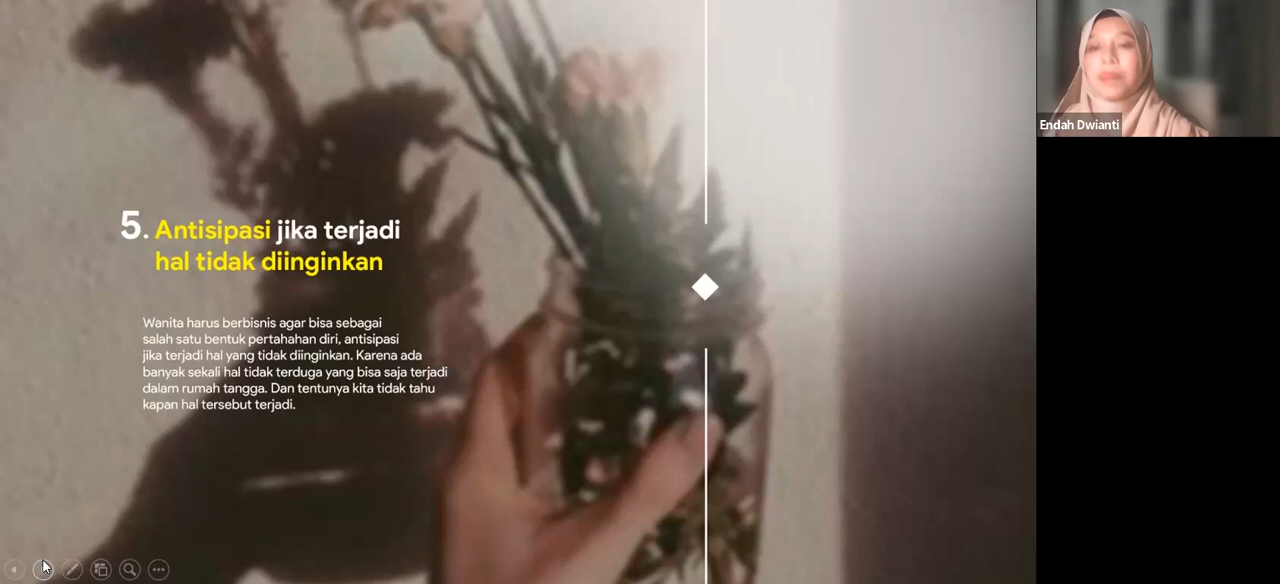 5. Antisipasi jika terjadi
hal tidak diinginkan
Wanita harus berbisnis agar bisa sebagai
salah satu bentuk pertahanan diri, antisipasi
jika terjadi hal yang tidak diinginkan. Karena ada
banyak sekali hal tidak terduga yang bisa saja terjadi
dalam rumah tangga. Dan tentunya kita tidak tahu
kapan hal tersebut terjadi.
Endah Dwianti